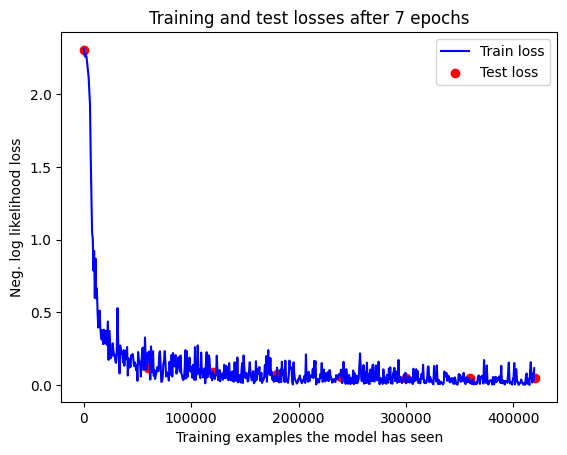 Training and test losses after 7 epochs
Train loss
Test loss
2.0
1.5
1.0
0.5
0.0
Neg. log likelihood loss
0
100000
200000
300000
400000
Training examples the model has seen